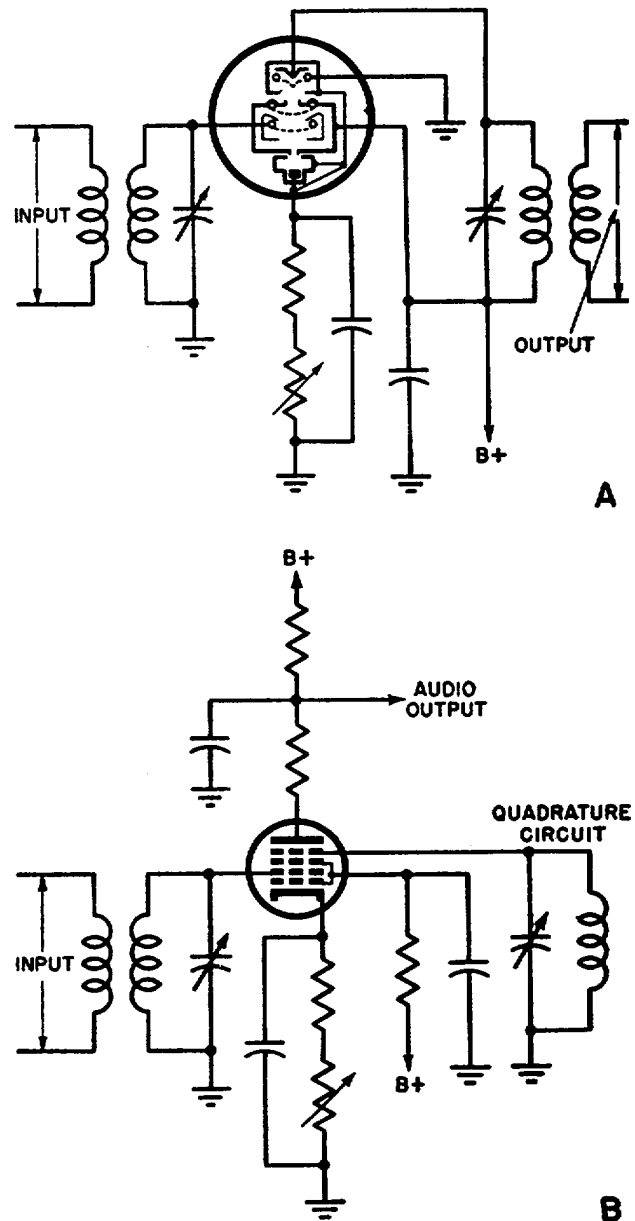 INPUT
OUTPUT
B+
A
B+
AUDIO
OUTPUT
QUADRATURE
CIRCUIT
INPUT
B+
B